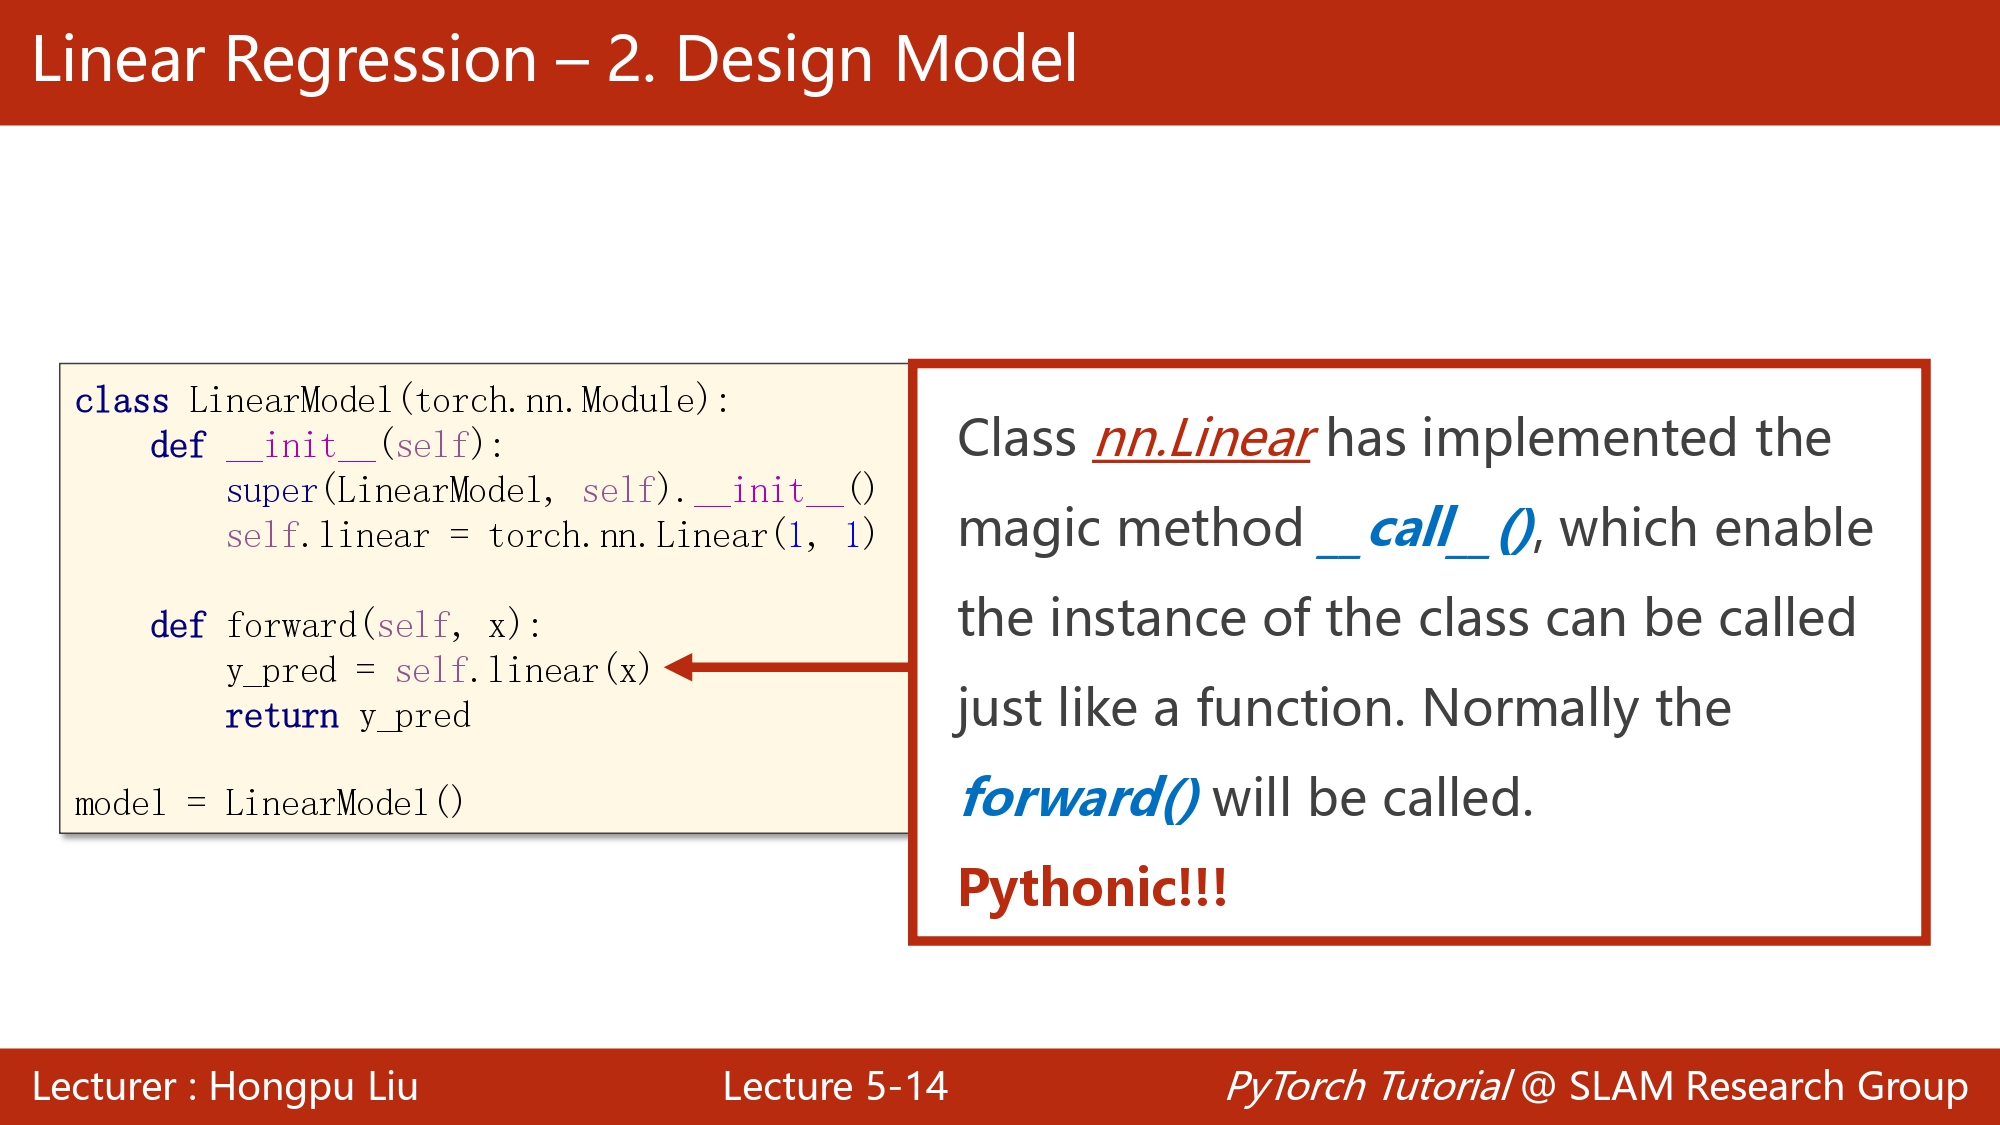 Linear Regression – 2. Design Model
class LinearModel(torch.nn.Module):
    def __init__(self):
        super(LinearModel, self).__init__()
        self.linear = torch.nn.Linear(1, 1)

    def forward(self, x):
        y_pred = self.linear(x)
        return y_pred

model = LinearModel()
Class nn.Linear has implemented the
magic method __call__(), which enable
the instance of the class can be called
just like a function. Normally the
forward() will be called.
Pythonic!!!
Lecturer : Hongpu Liu
Lecture 5-14
PyTorch Tutorial @ SLAM Research Group